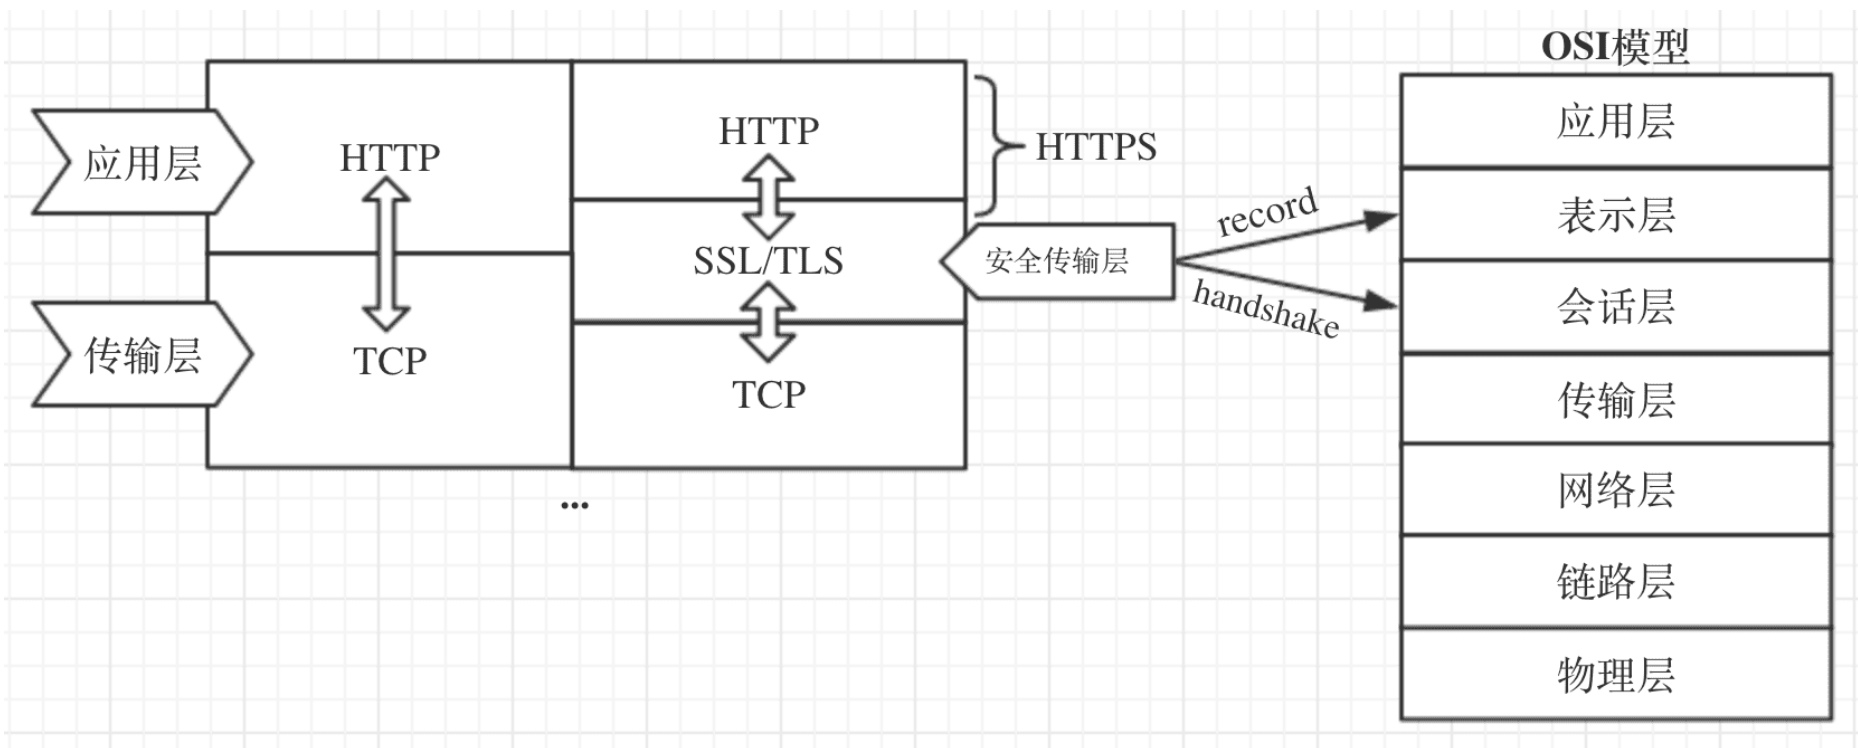 OSI模型
应用层
HTTP
HTTP
HTTPS
传输层
TCP
SSL/TLS
TCP
安全传输层
record
handshake
...
应用层
表示层
会话层
传输层
网络层
链路层
物理层